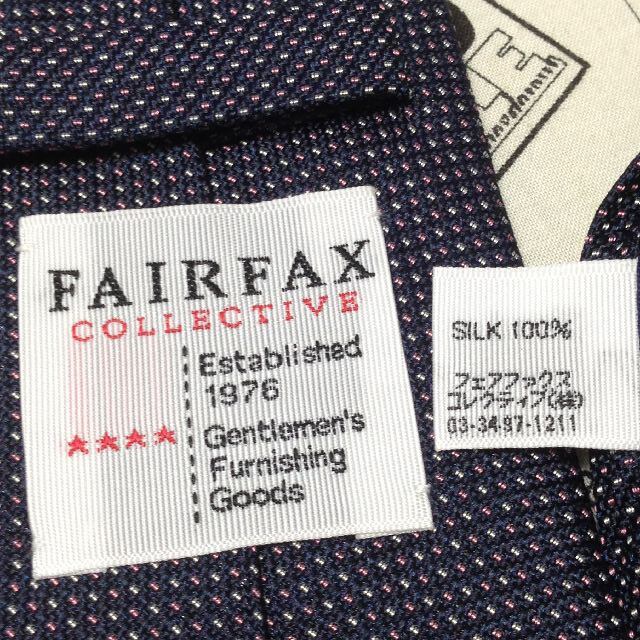 FAIRFAX
COLLECTIVE
Established
1976
Gentlemen's
Furnishing
Goods
SILK 100%
フェアファックス
コレクティブ(株)
03-3497-1211